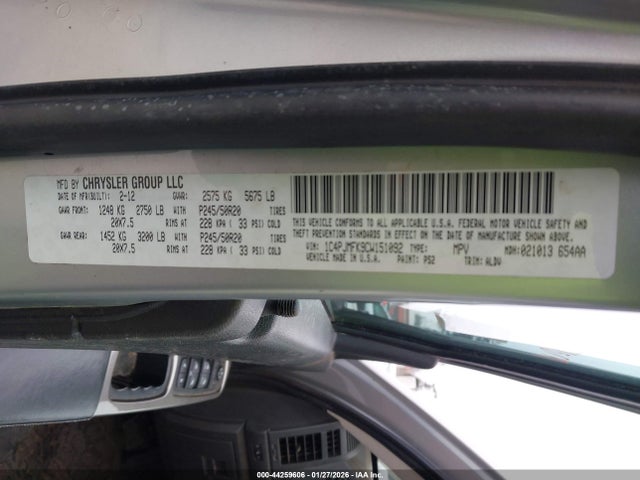 MFD BY CHRYSLER GROUP LLC
DATE OF MFR(BUILT): 2-12 GVWR: 2575 KG 5675 LB
GAWR FRONT: 1248 KG 2750 LB WITH P245/50R20 TIRES
20X7.5 RIMS AT 228 KPA ( 33 PSI) COLD
GAWR REAR: 1452 KG 3200 LB WITH P245/50R20 TIRES
20X7.5 RIMS AT 228 KPA ( 33 PSI) COLD
THIS VEHICLE CONFORMS TO ALL APPLICABLE U.S.A. FEDERAL MOTOR VEHICLE SAFETY
AND THEFT PREVENTION STANDARDS IN EFFECT ON THE DATE OF MANUFACTURE SHOWN ABOVE.
VIN: 1C4PJMFK9CW151092 TYPE: MPV MDH: 021013 654AA
VEHICLE MADE IN U.S.A. PAINT: PS2 TRIM: ALDV
000-44259606 - 01/27/2026 - IAAI.COM